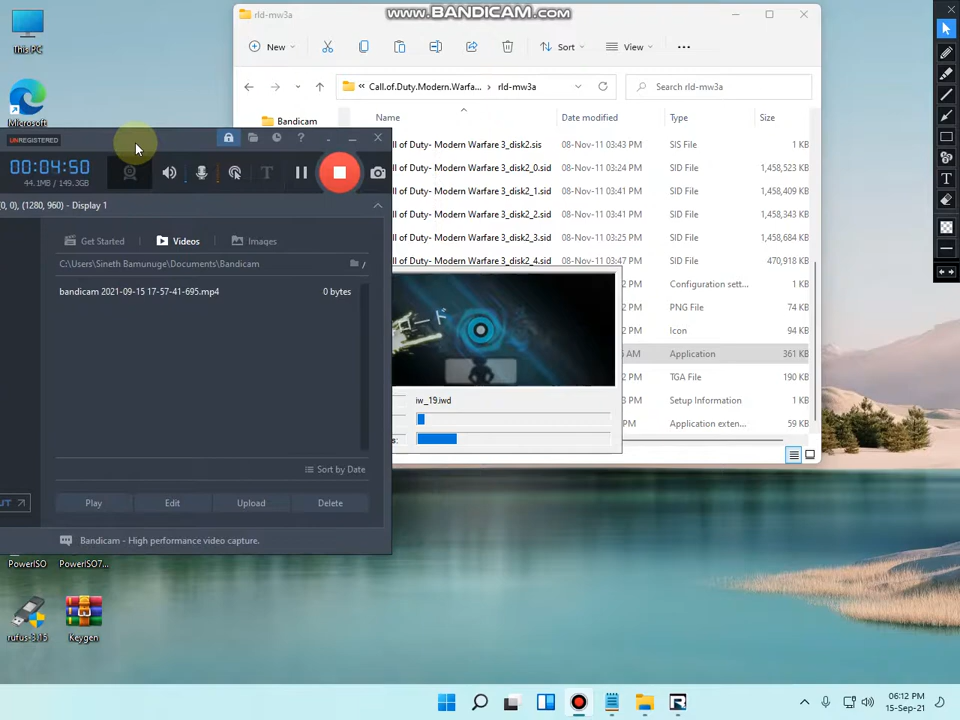 This PC
Microsoft
rld-mw3a
www.BANDICAM.com
New
Sort
View
Call.of.Duty.Modern.Warfa...
rld-mw3a
Search rld-mw3a
Bandicam
Name
Date modified
Type
Size
ll of Duty- Modern Warfare 3_disk2.sis
08-Nov-11 03:43 PM
SIS File
1 KB
ll of Duty- Modern Warfare 3_disk2_0.sid
08-Nov-11 03:44 PM
SID File
1,458,523 KB
ll of Duty- Modern Warfare 3_disk2_1.sid
08-Nov-11 03:41 PM
SID File
1,458,409 KB
ll of Duty- Modern Warfare 3_disk2_2.sid
08-Nov-11 03:44 PM
SID File
1,458,343 KB
ll of Duty- Modern Warfare 3_disk2_3.sid
08-Nov-11 03:25 PM
SID File
1,458,684 KB
ll of Duty- Modern Warfare 3_disk2_4.sid
08-Nov-11 03:43 PM
SID File
470,918 KB
2 PM
Configuration sett...
1 KB
2 PM
PNG File
74 KB
2 PM
Icon
94 KB
AM
Application
361 KB
2 PM
TGA File
190 KB
3 PM
Setup Information
1 KB
PM
Application exten...
59 KB
UNREGISTERED
00:04:50
44.1MB / 149.3GB
(0, 0), (1280, 960) - Display 1
Get Started
Videos
Images
C:\Users\Sineth Bamunuge\Documents\Bandicam
bandicam 2021-09-15 17-57-41-695.mp4
0 bytes
Sort by Date
Play
Edit
Upload
Delete
Bandicam - High performance video capture.
iw_19.iwd
s:
T
PowerISO
PowerISO7...
rufus-3.15
Keygen
06:12 PM
15-Sep-21